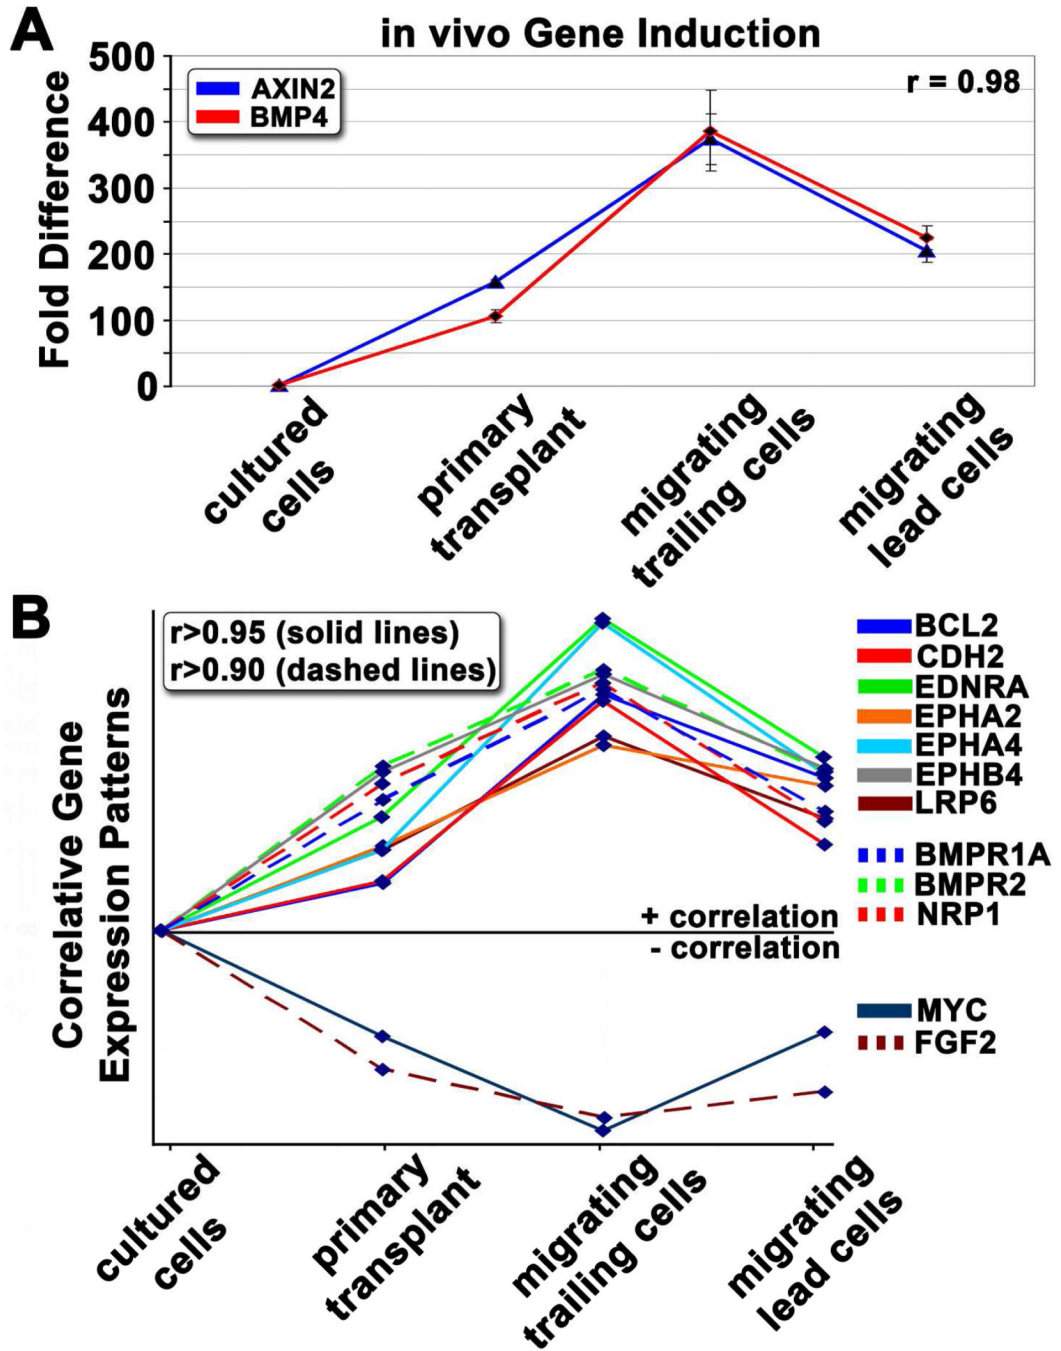 A
in vivo Gene Induction
500
400
300
200
100
0
Fold Difference
AXIN2
BMP4
r = 0.98
cultured
cells
primary
transplant
migrating
trailing cells
migrating
lead cells
B
r>0.95 (solid lines)
r>0.90 (dashed lines)
Correlative Gene
Expression Patterns
+ correlation
- correlation
BCL2
CDH2
EDNRA
EPHA2
EPHA4
EPHB4
LRP6
BMPR1A
BMPR2
NRP1
MYC
FGF2
cultured
cells
primary
transplant
migrating
trailing cells
migrating
lead cells